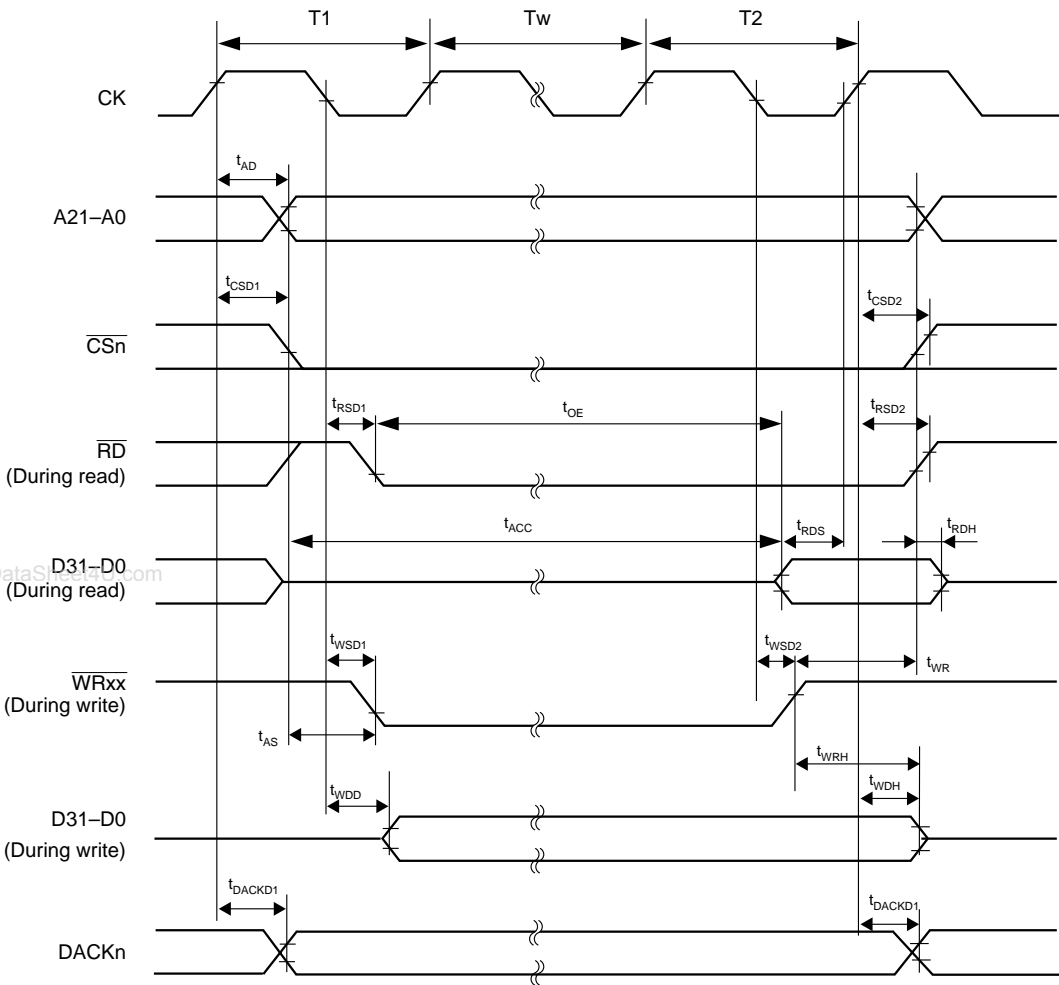 T1 Tw T2
CK
tAD
A21–A0
tCSD1 tCSD2
CSn
tRSD1 tOE tRSD2
RD
(During read)
tACC tRDS tRDH
D31–D0
(During read)
DataSheet4U.com
tWSD1 tWSD2
WRxx tWR
(During write)
tAS
tWRH
tWDD tWDH
D31–D0
(During write)
tDACKD1 tDACKD1
DACKn